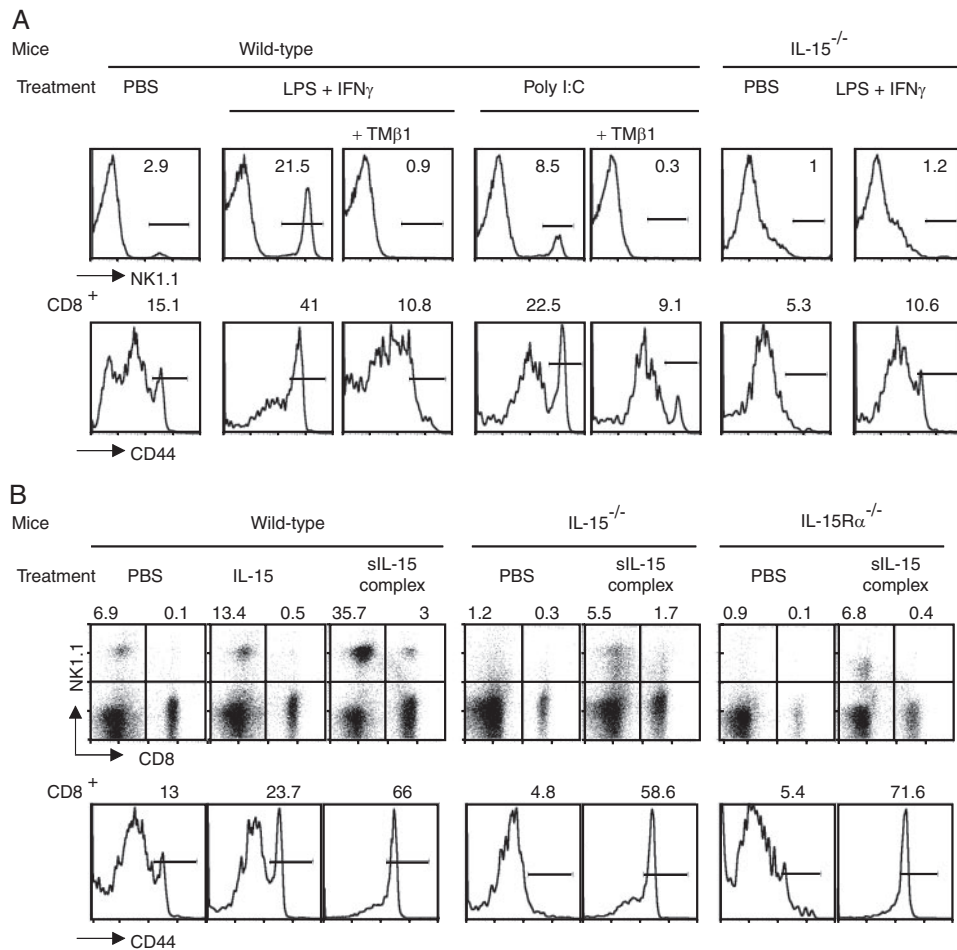 A
Mice Wild-type IL-15-/-
Treatment PBS LPS + IFNγ Poly I:C PBS LPS + IFNγ
+ TMβ1 + TMβ1
2.9 21.5 0.9 8.5 0.3 1 1.2
NK1.1
CD8+ 15.1 41 10.8 22.5 9.1 5.3 10.6
CD44
B
Mice Wild-type IL-15-/- IL-15Rα-/-
Treatment PBS IL-15 sIL-15 complex PBS sIL-15 complex PBS sIL-15 complex
6.9 0.1 13.4 0.5 35.7 3 1.2 0.3 5.5 1.7 0.9 0.1 6.8 0.4
NK1.1
CD8
CD8+ 13 23.7 66 4.8 58.6 5.4 71.6
CD44